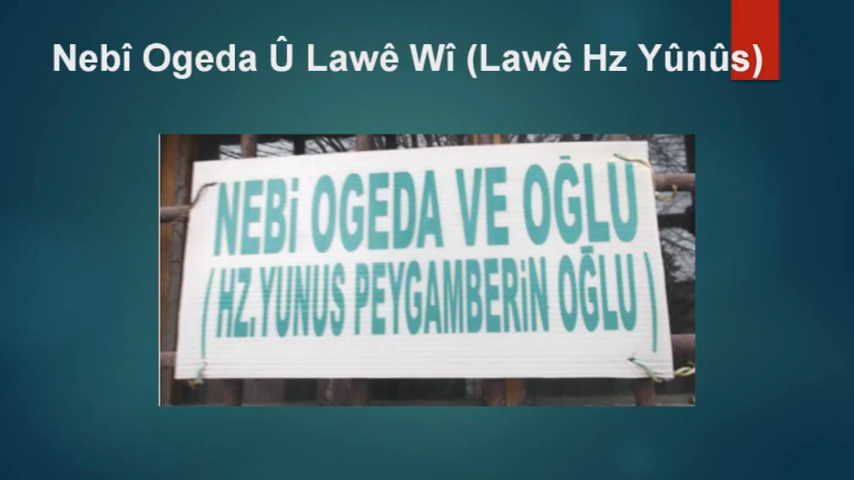 Nebî Ogeda Û Lawê Wî (Lawê Hz Yûnûs)
NEBİ OGEDA VE OĞLU
(HZ.YUNUS PEYGAMBERİN OĞLU)